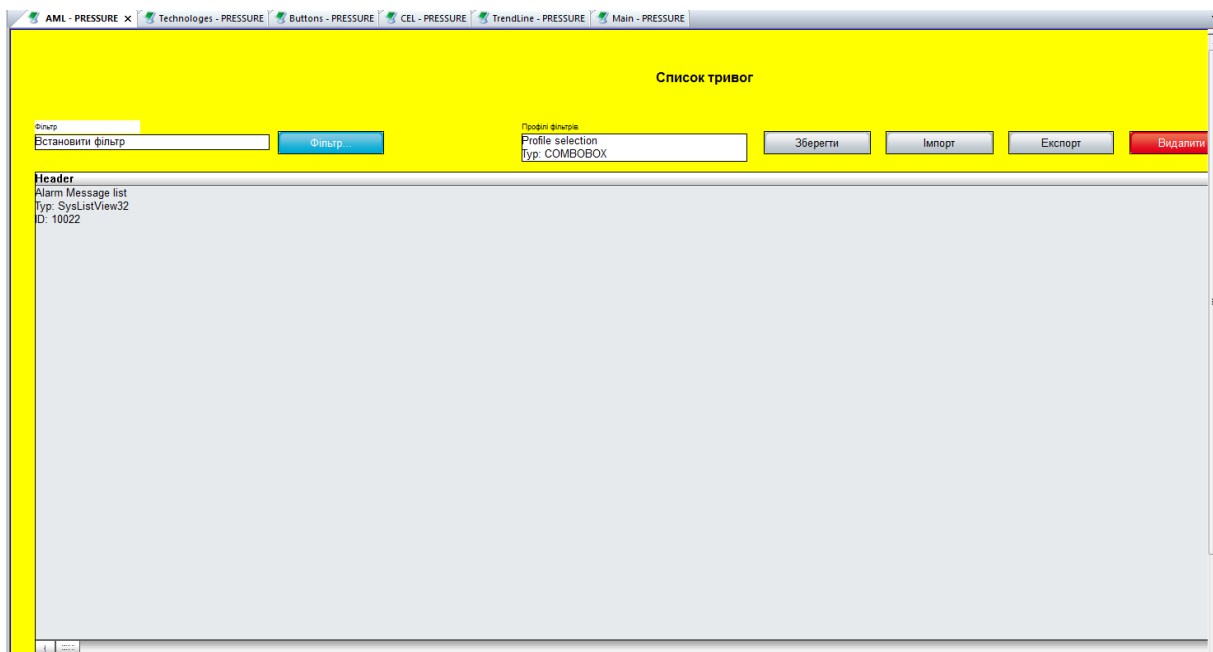 AML - PRESSURE X Technologes - PRESSURE Buttons - PRESSURE CEL - PRESSURE TrendLine - PRESSURE Main - PRESSURE
Список тривог
Фільтр
Профілі фільтрів
Встановити фільтр
Фільтр...
Profile selection
Typ: COMBOBOX
Зберегти
Імпорт
Експорт
Видалити
Header
Alarm Message list
Typ: SysListView32
ID: 10022